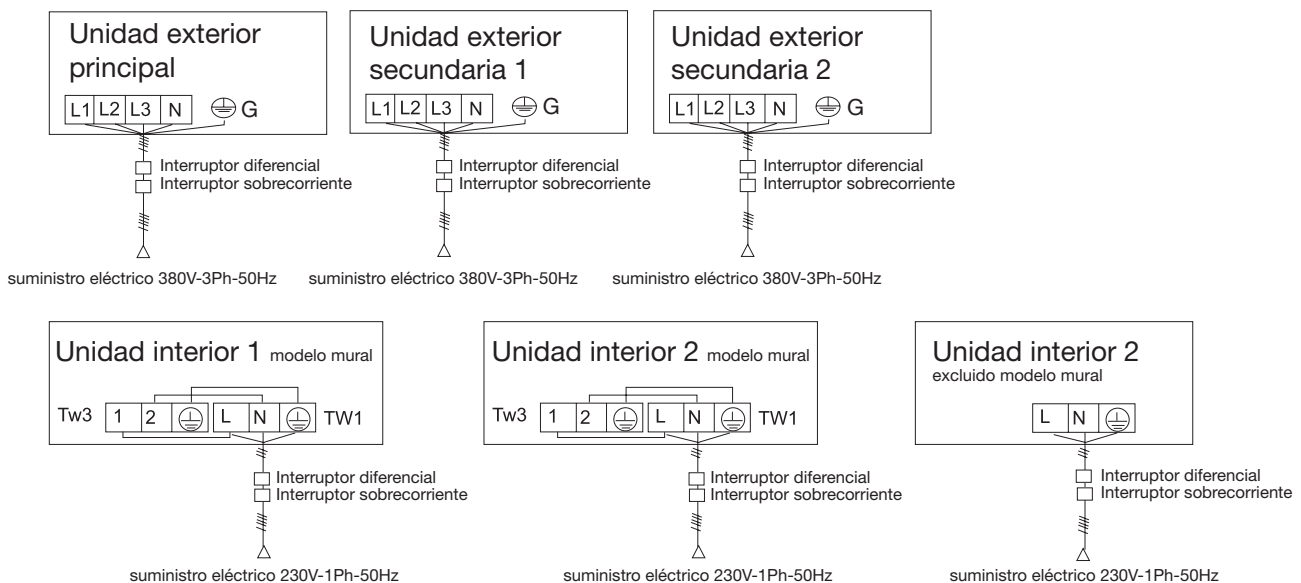 Unidad exterior
principal
L1 L2 L3 N G
Interruptor diferencial
Interruptor sobrecorriente
suministro eléctrico 380V-3Ph-50Hz
Unidad exterior
secundaria 1
L1 L2 L3 N G
Interruptor diferencial
Interruptor sobrecorriente
suministro eléctrico 380V-3Ph-50Hz
Unidad exterior
secundaria 2
L1 L2 L3 N G
Interruptor diferencial
Interruptor sobrecorriente
suministro eléctrico 380V-3Ph-50Hz
Unidad interior 1 modelo mural
Tw3 1 2 L N TW1
Interruptor diferencial
Interruptor sobrecorriente
suministro eléctrico 230V-1Ph-50Hz
Unidad interior 2 modelo mural
Tw3 1 2 L N TW1
Interruptor diferencial
Interruptor sobrecorriente
suministro eléctrico 230V-1Ph-50Hz
Unidad interior 2
excluido modelo mural
L N
Interruptor diferencial
Interruptor sobrecorriente
suministro eléctrico 230V-1Ph-50Hz